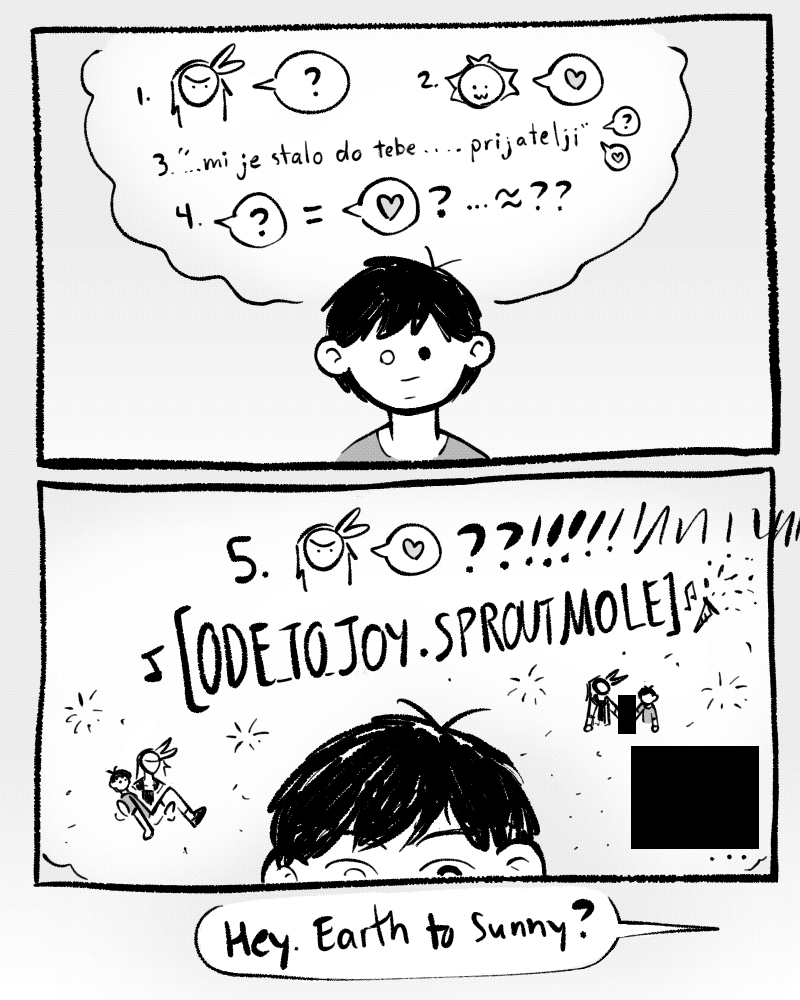 1. ?
2.
3. "...mi je stalo do tebe .... prijatelji" ?
4. ? = ? ... ≈ ??
5. ??!!!!!!!
♪ [ODE_TO_JOY.SPROUTMOLE] ♫
...
Hey. Earth to Sunny?